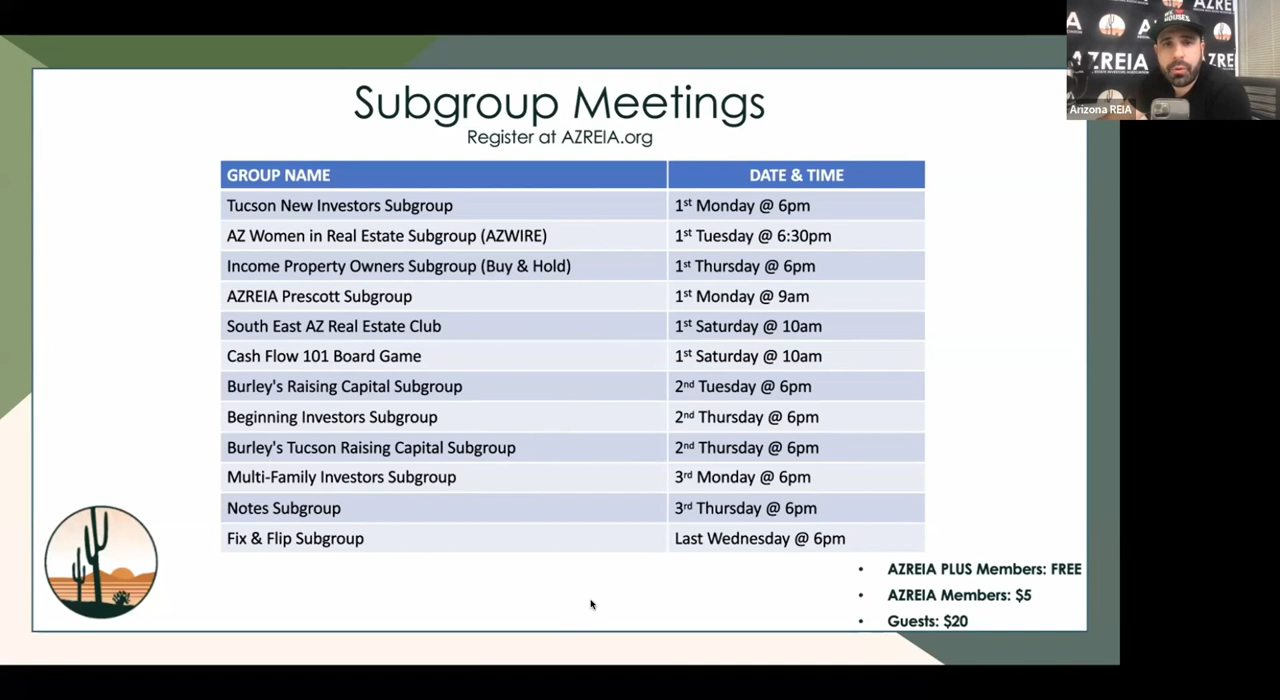 Subgroup Meetings
Register at AZREIA.org
GROUP NAME DATE & TIME
Tucson New Investors Subgroup 1st Monday @ 6pm
AZ Women in Real Estate Subgroup (AZWIRE) 1st Tuesday @ 6:30pm
Income Property Owners Subgroup (Buy & Hold) 1st Thursday @ 6pm
AZREIA Prescott Subgroup 1st Monday @ 9am
South East AZ Real Estate Club 1st Saturday @ 10am
Cash Flow 101 Board Game 1st Saturday @ 10am
Burley's Raising Capital Subgroup 2nd Tuesday @ 6pm
Beginning Investors Subgroup 2nd Thursday @ 6pm
Burley's Tucson Raising Capital Subgroup 2nd Thursday @ 6pm
Multi-Family Investors Subgroup 3rd Monday @ 6pm
Notes Subgroup 3rd Thursday @ 6pm
Fix & Flip Subgroup Last Wednesday @ 6pm
• AZREIA PLUS Members: FREE
• AZREIA Members: $5
• Guests: $20
HOUSES
AZREIA
Arizona REIA